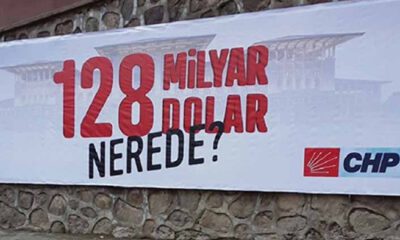 128 MİLYAR
DOLAR
NEREDE?
CHP